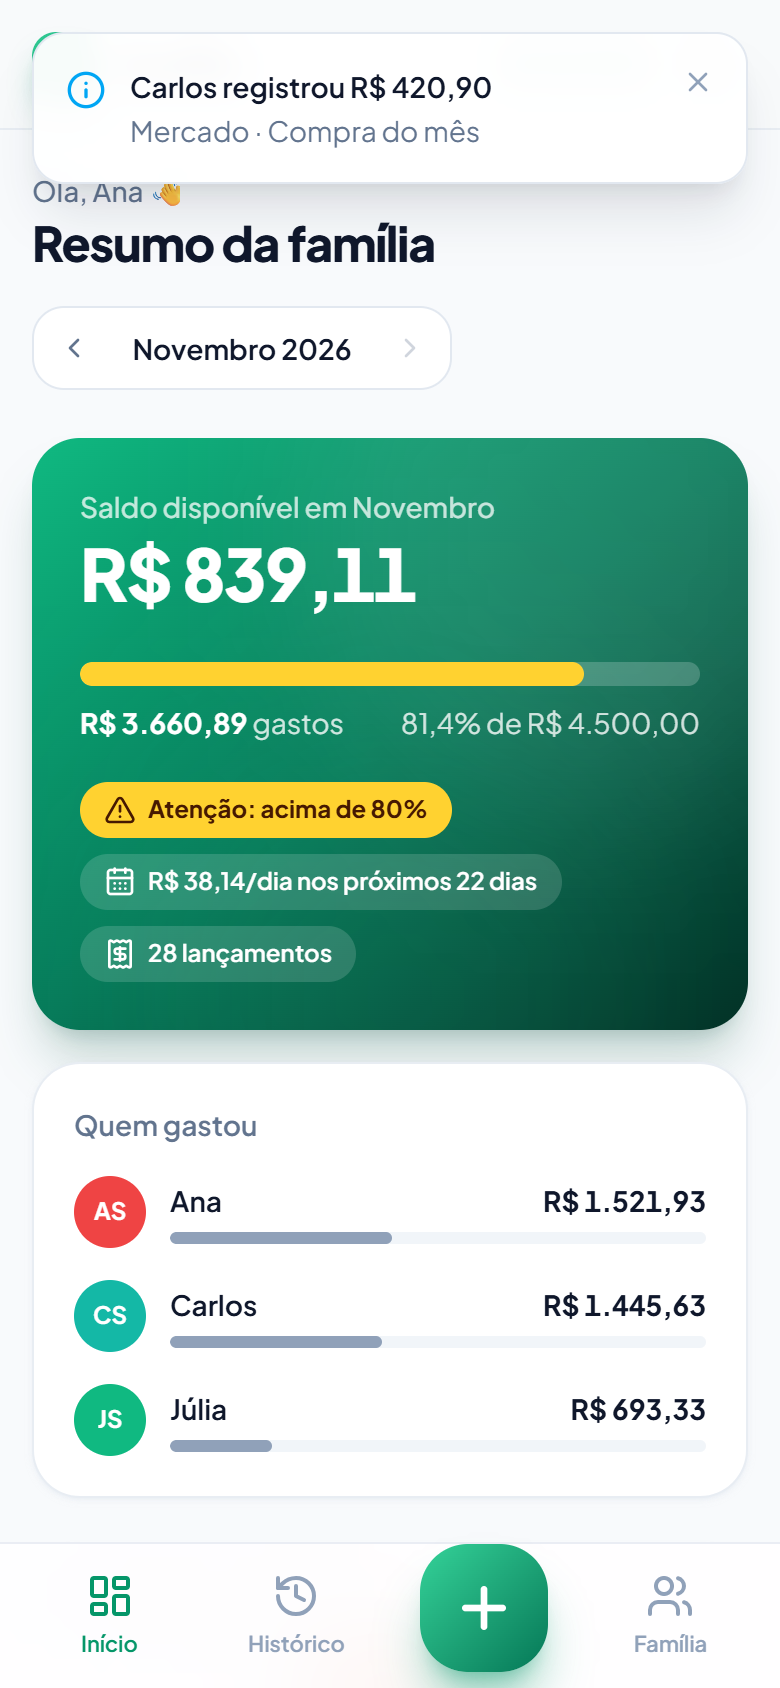 Carlos registrou R$ 420,90
Mercado · Compra do mês
Olá, Ana 👋
Resumo da família
Novembro 2026
Saldo disponível em Novembro
R$ 839,11
R$ 3.660,89 gastos
81,4% de R$ 4.500,00
Atenção: acima de 80%
R$ 38,14/dia nos próximos 22 dias
28 lançamentos
Quem gastou
AS
Ana
R$ 1.521,93
CS
Carlos
R$ 1.445,63
JS
Júlia
R$ 693,33
Início
Histórico
Família